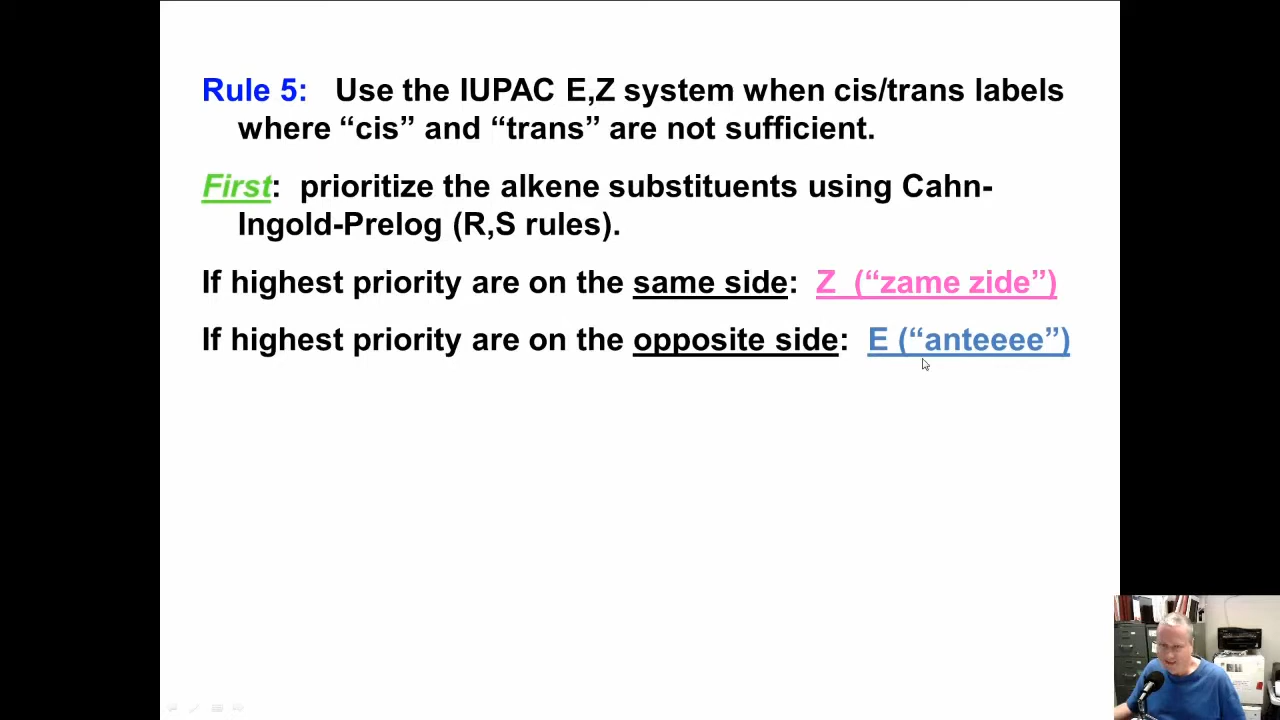 Rule 5: Use the IUPAC E,Z system when cis/trans labels
where “cis” and “trans” are not sufficient.
First: prioritize the alkene substituents using Cahn-
Ingold-Prelog (R,S rules).
If highest priority are on the same side: Z (“zame zide”)
If highest priority are on the opposite side: E (“anteeee”)